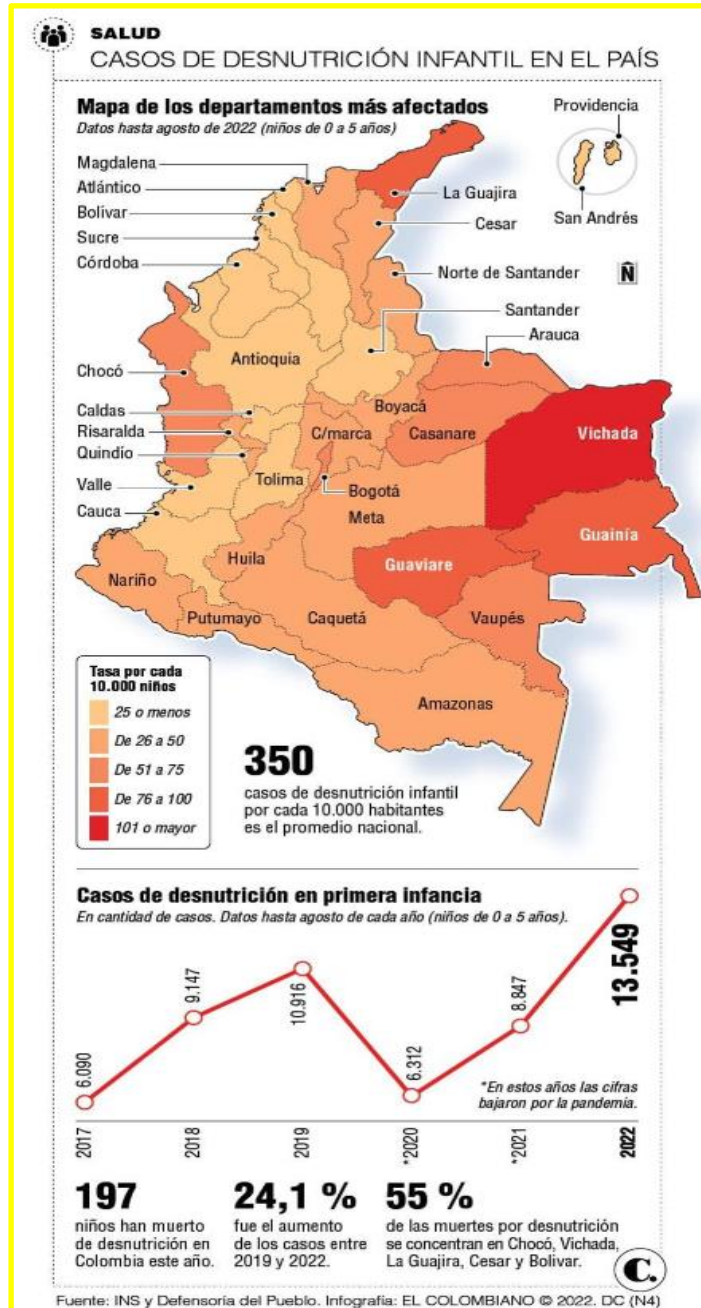 SALUD
CASOS DE DESNUTRICIÓN INFANTIL EN EL PAÍS
Mapa de los departamentos más afectados
Datos hasta agosto de 2022 (niños de 0 a 5 años)
Providencia
San Andrés
Magdalena
Atlántico
Bolívar
Sucre
Córdoba
La Guajira
Cesar
Norte de Santander
Ñ
Santander
Arauca
Antioquia
Chocó
Boyacá
Caldas
Risaralda
C/marca
Casanare
Vichada
Quindío
Tolima
Bogotá
Valle
Meta
Cauca
Guainía
Huila
Guaviare
Nariño
Putumayo
Caquetá
Vaupés
Amazonas
Tasa por cada
10.000 niños
25 o menos
De 26 a 50
De 51 a 75
De 76 a 100
101 o mayor
350
casos de desnutrición infantil
por cada 10.000 habitantes
es el promedio nacional.
Casos de desnutrición en primera infancia
En cantidad de casos. Datos hasta agosto de cada año (niños de 0 a 5 años).
6.090
9.147
10.916
6.312
8.847
13.549
*En estos años las cifras
bajaron por la pandemia.
2017
2018
2019
*2020
*2021
2022
197
niños han muerto
de desnutrición en
Colombia este año.
24,1 %
fue el aumento
de los casos entre
2019 y 2022.
55 %
de las muertes por desnutrición
se concentran en Chocó, Vichada,
La Guajira, Cesar y Bolivar.
C.
Fuente: INS y Defensoría del Pueblo. Infografía: EL COLOMBIANO © 2022. DC (N4)